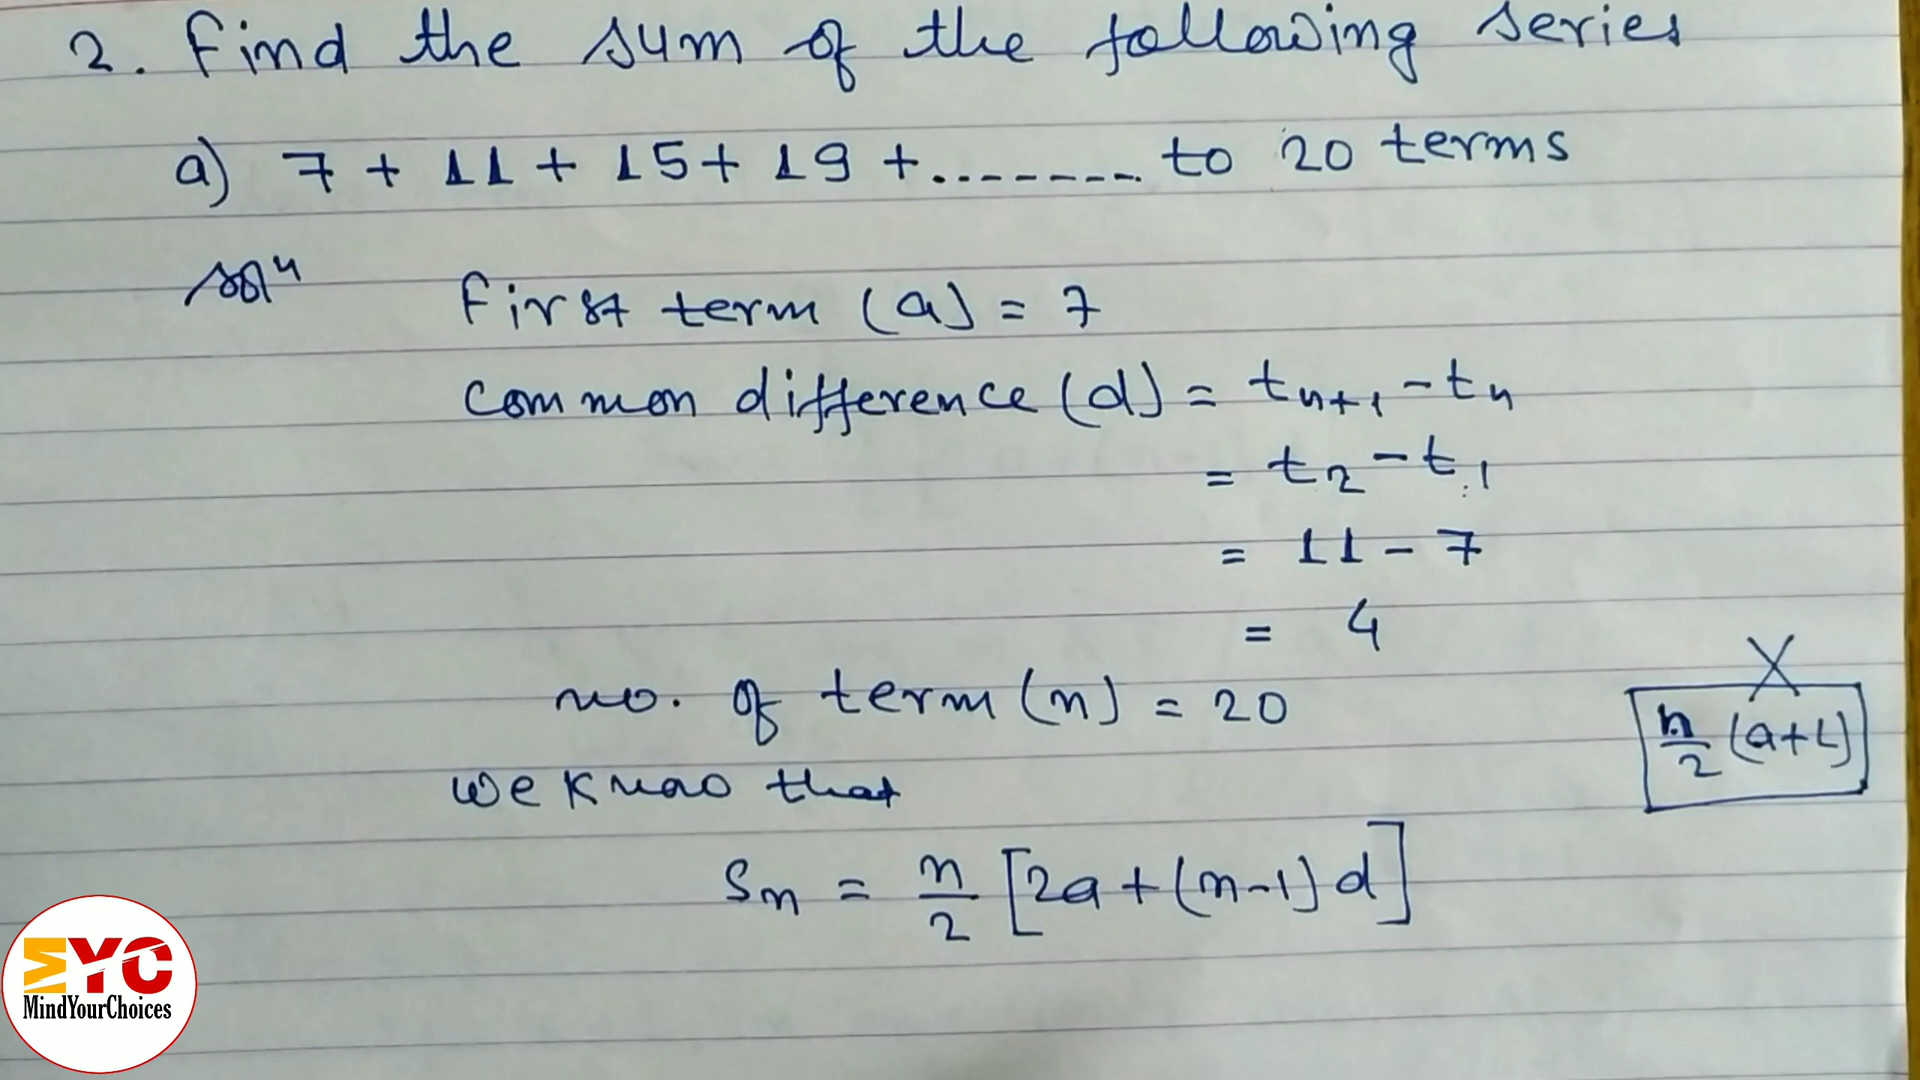 2. Find the sum of the following series
a) 7 + 11 + 15 + 19 + ........ to 20 terms
solⁿ
First term (a) = 7
common difference (d) = tn+1 - tn
= t2 - t1
= 11 - 7
= 4
no. of term (n) = 20
X
n/2 (a+L)
we know that
Sn = n/2 [2a + (n-1) d]
MYC
MindYourChoices